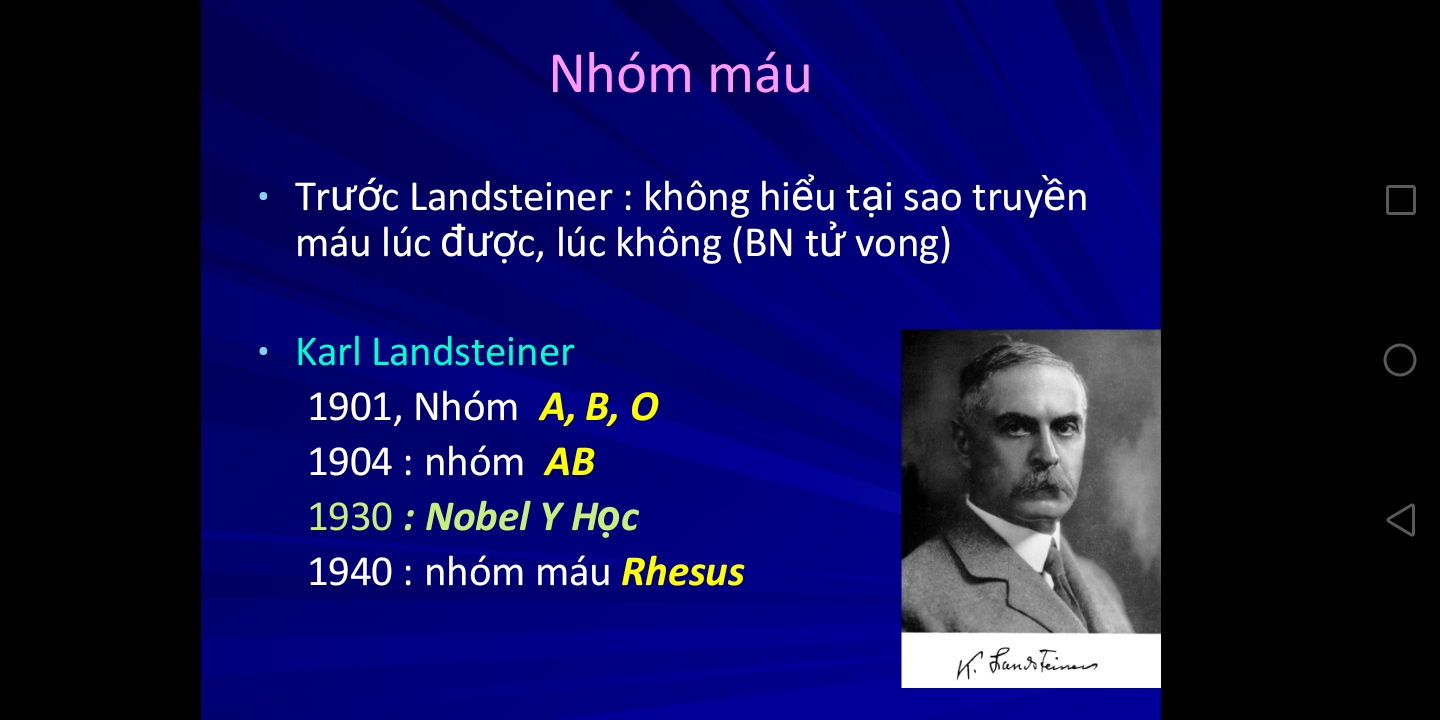 Nhóm máu
• Trước Landsteiner : không hiểu tại sao truyền
máu lúc được, lúc không (BN tử vong)
• Karl Landsteiner
1901, Nhóm A, B, O
1904 : nhóm AB
1930 : Nobel Y Học
1940 : nhóm máu Rhesus
K. Landsteiner